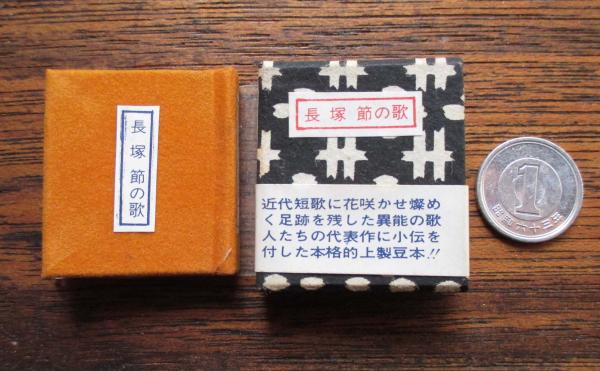 長塚 節の歌
長塚 節の歌
近代短歌に花咲かせ燦め
く足跡を残した異能の歌
人たちの代表作に小伝を
付した本格的上製豆本!!
1
昭和六十三年